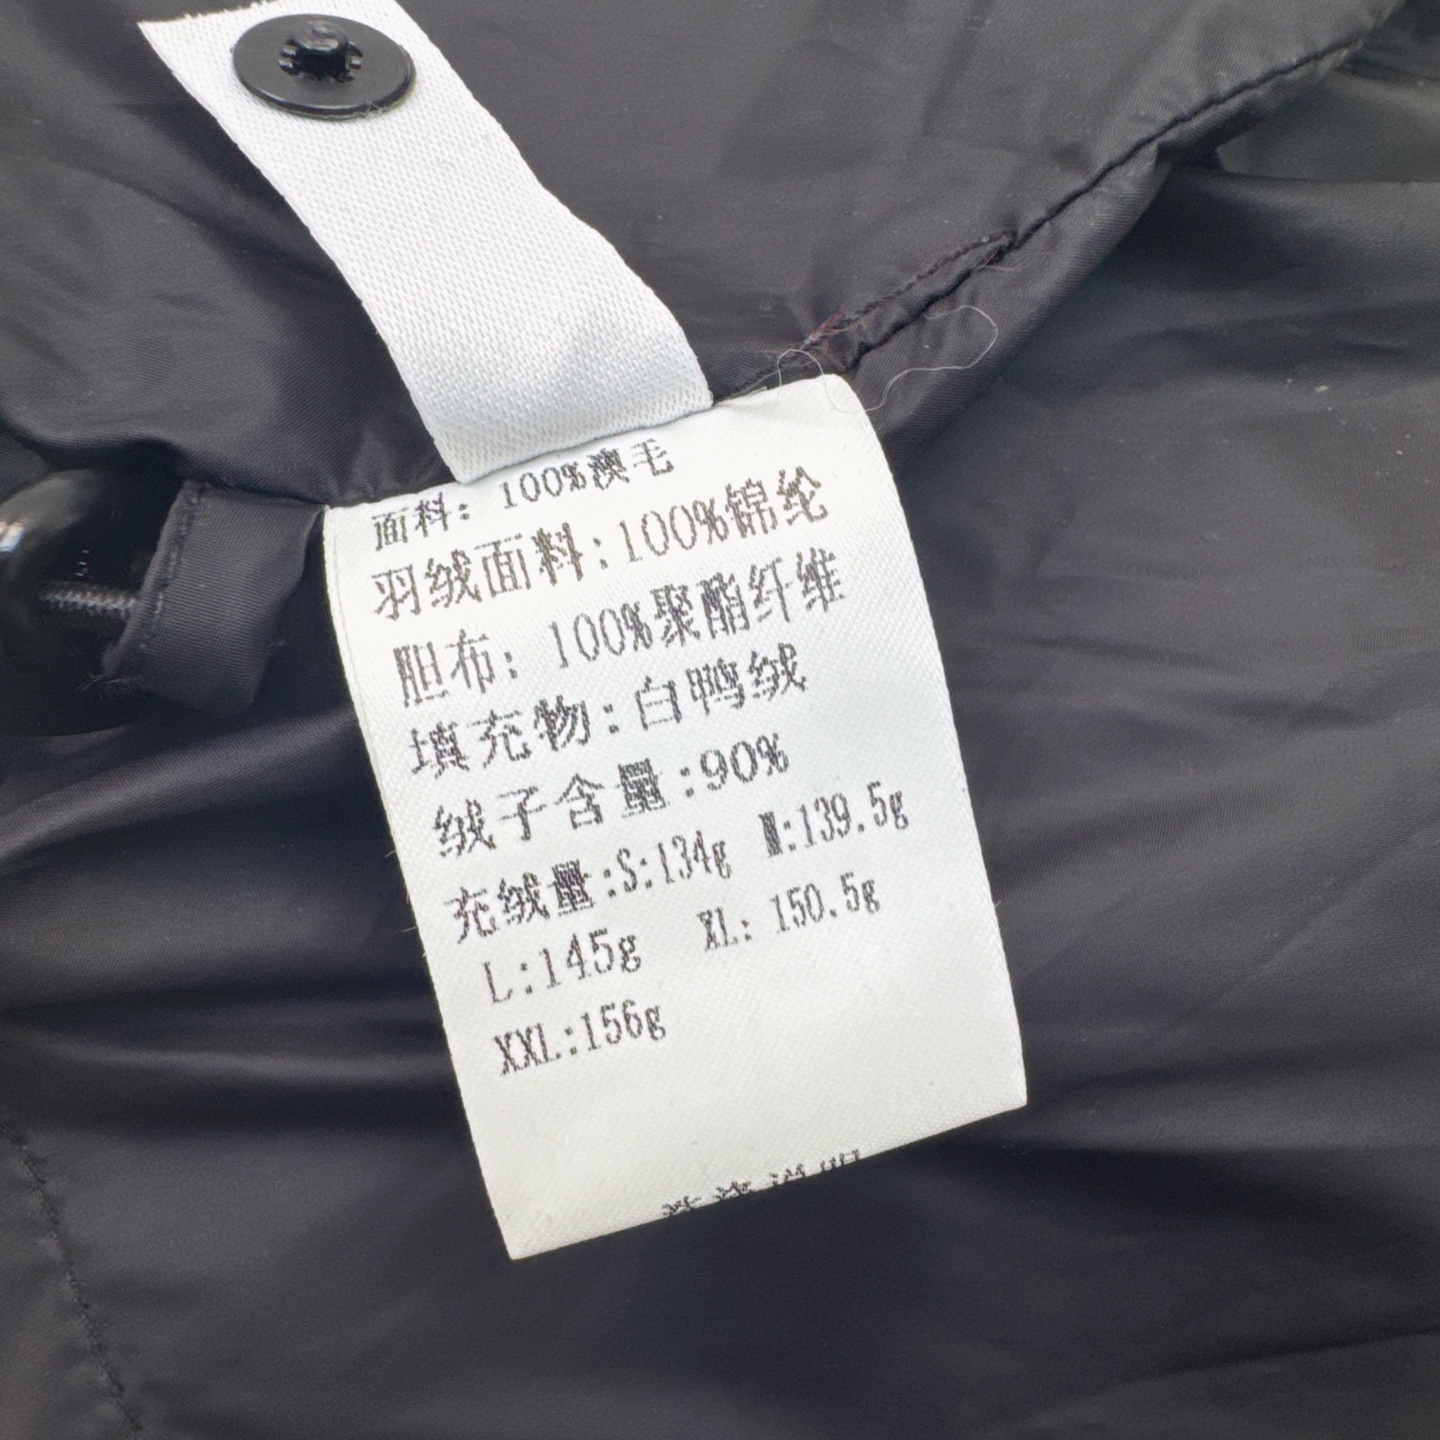 面料: 100%澳毛
羽绒面料:100%锦纶
胆布: 100%聚酯纤维
填充物:白鸭绒
绒子含量:90%
充绒量:S:134g M:139.5g
L:145g XL: 150.5g
XXL:156g